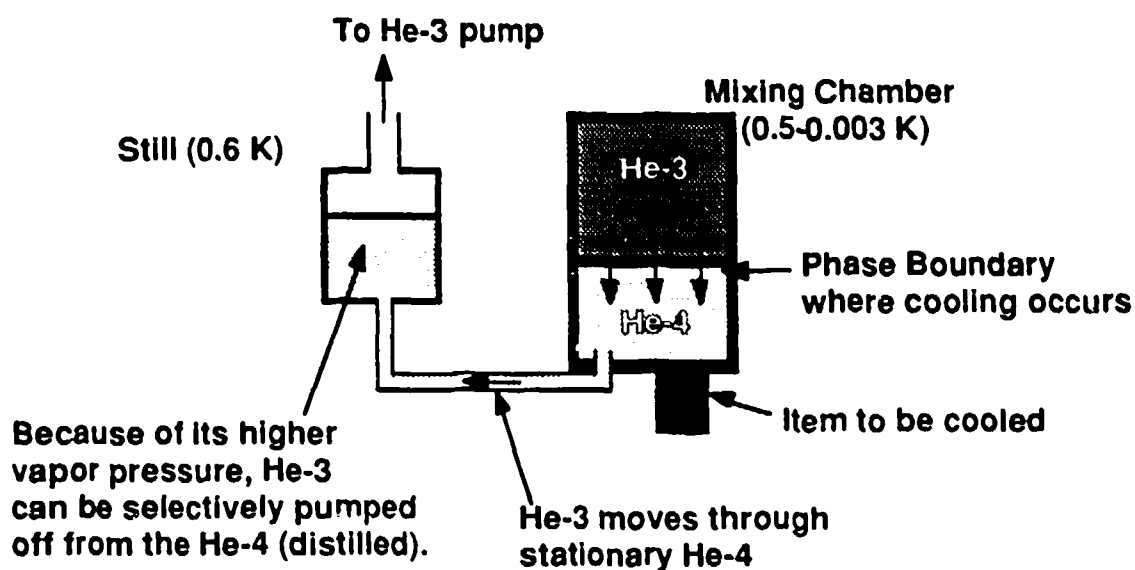 To He-3 pump
Mixing Chamber
(0.5-0.003 K)
Still (0.6 K)
He-3
Phase Boundary
where cooling occurs
He-4
Item to be cooled
Because of its higher
vapor pressure, He-3
can be selectively pumped
off from the He-4 (distilled).
He-3 moves through
stationary He-4